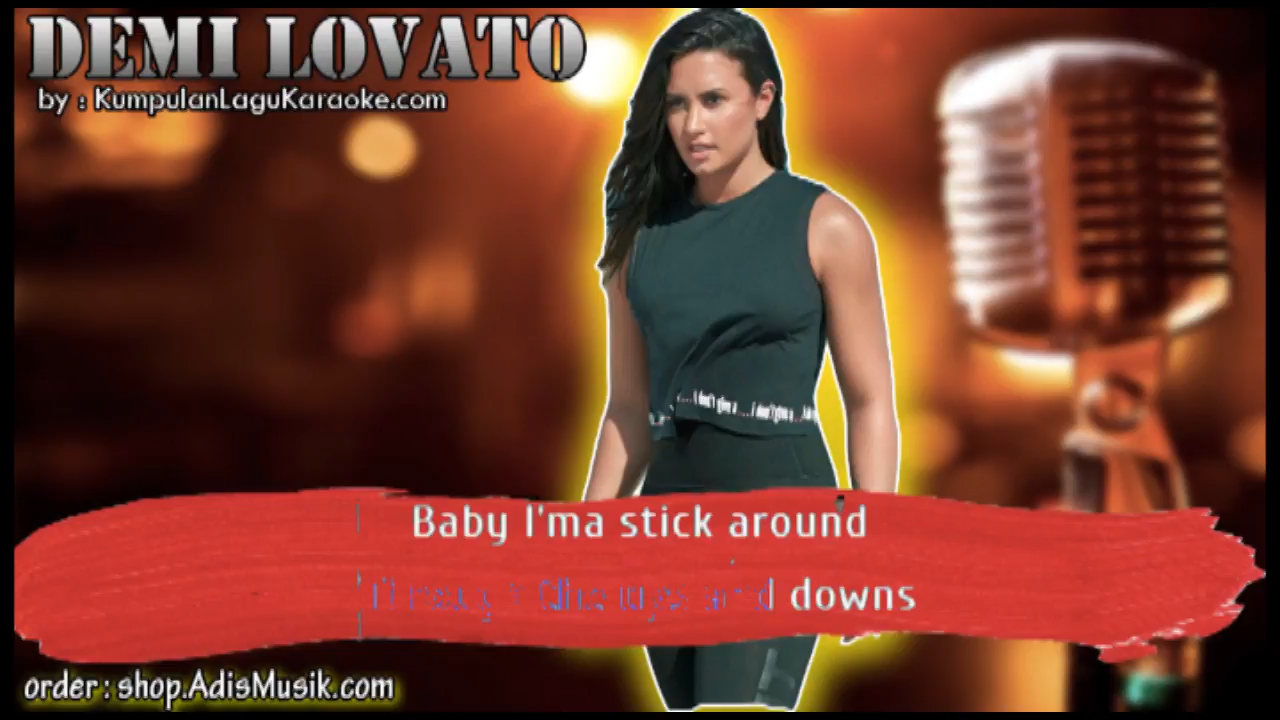 DEMI LOVATO
by : KumpulanLaguKaraoke.com
Baby I'ma stick around
downs
order : shop.AdisMusik.com